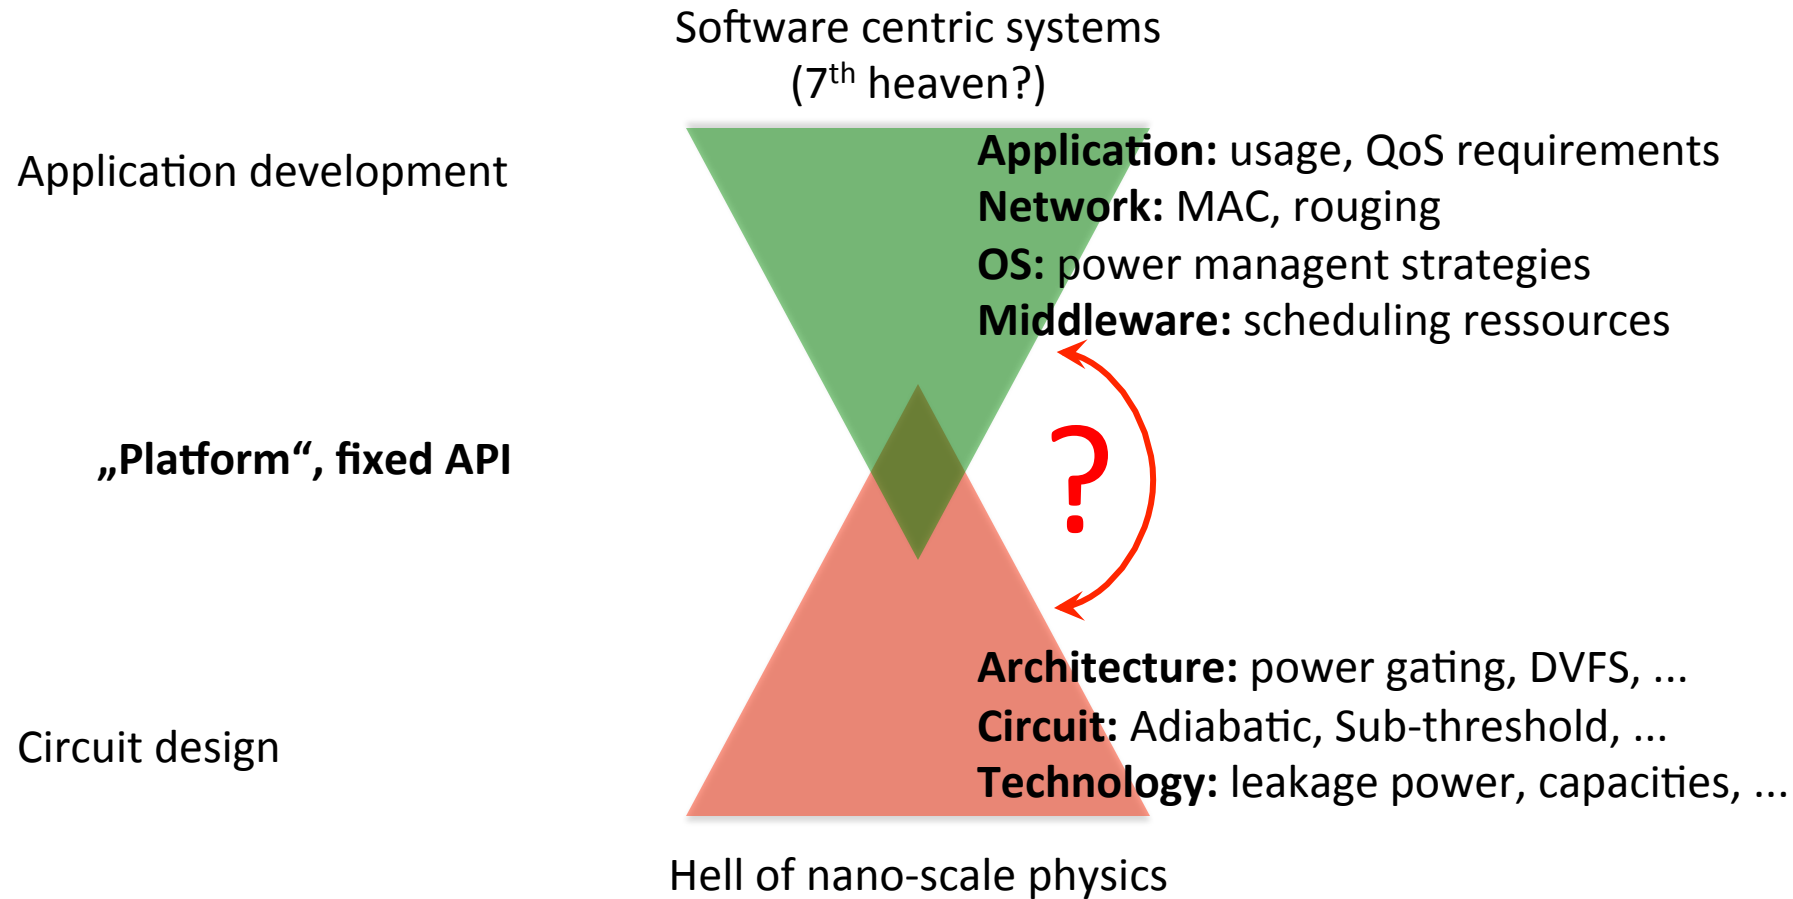 Software centric systems
(7th heaven?)
Application development
Application: usage, QoS requirements
Network: MAC, rouging
OS: power managent strategies
Middleware: scheduling ressources
„Platform“, fixed API
?
Architecture: power gating, DVFS, ...
Circuit: Adiabatic, Sub-threshold, ...
Circuit design
Technology: leakage power, capacities, ...
Hell of nano-scale physics